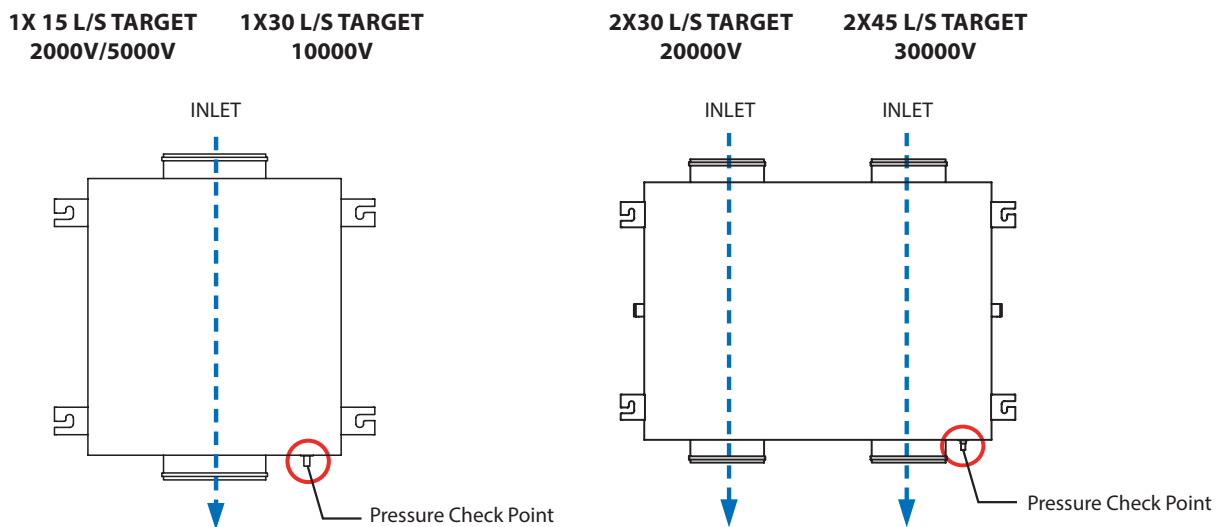 1X 15 L/S TARGET
2000V/5000V
1X30 L/S TARGET
10000V
2X30 L/S TARGET
20000V
2X45 L/S TARGET
30000V
INLET
INLET
INLET
Pressure Check Point
Pressure Check Point